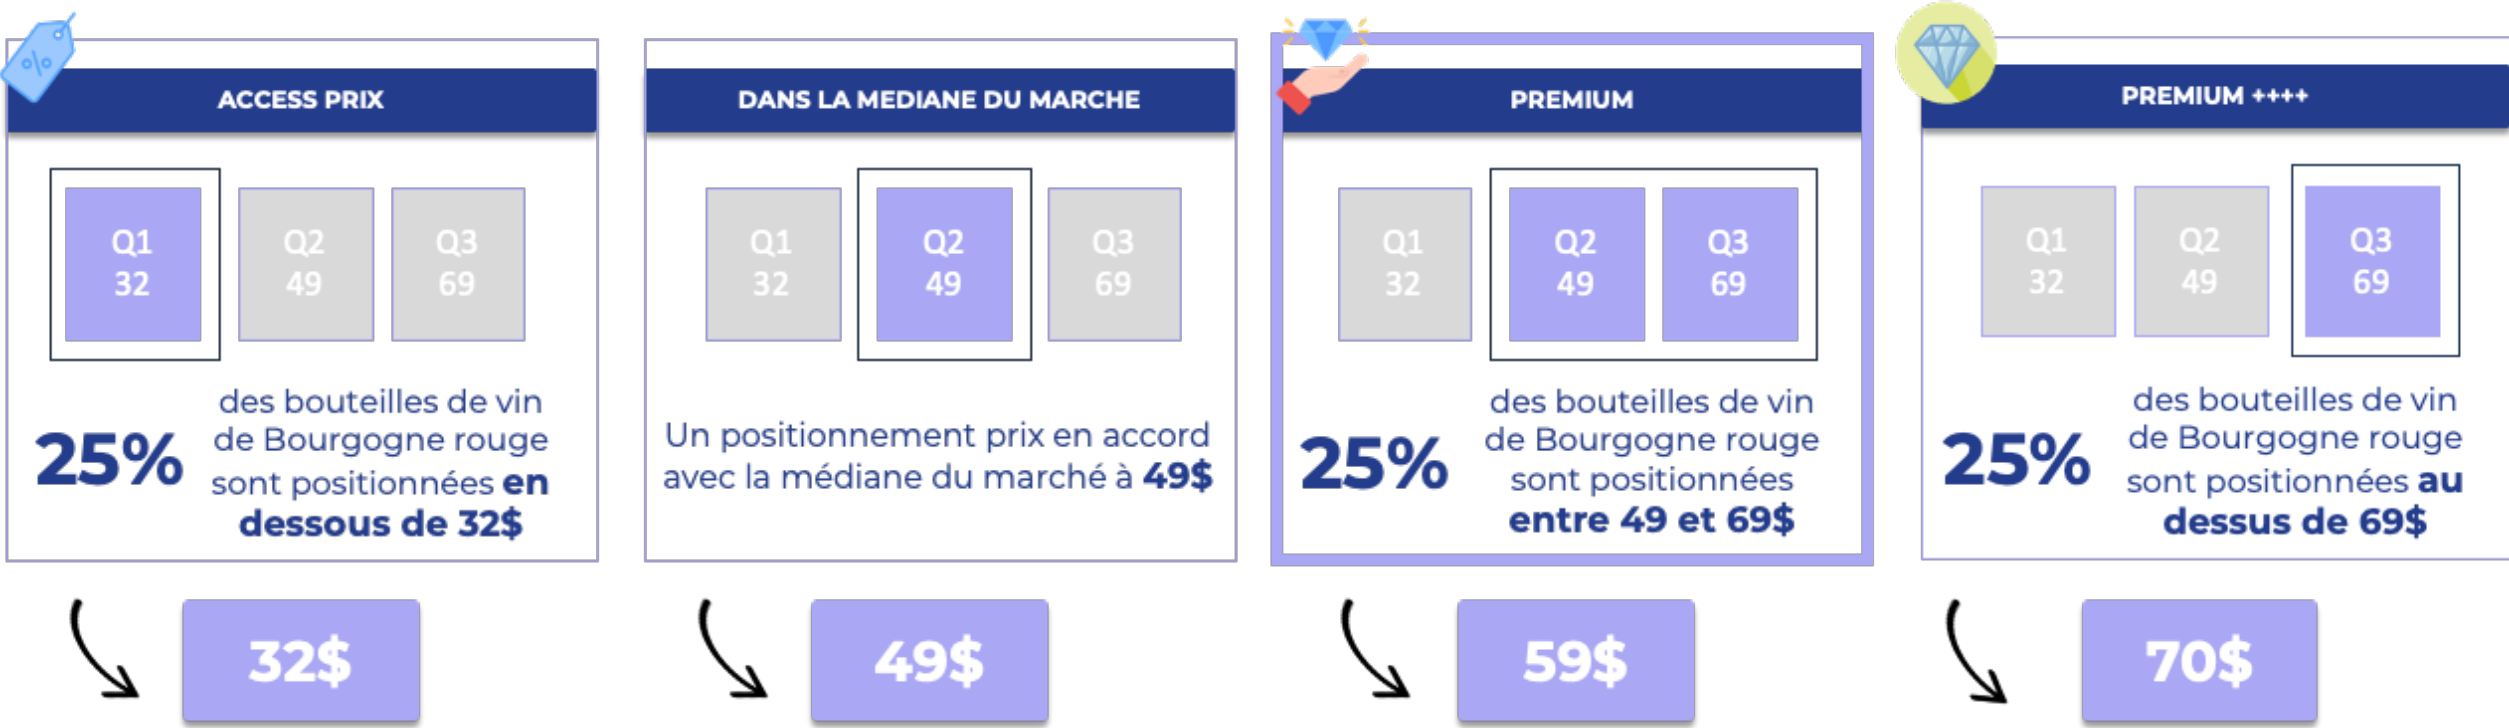 %
ACCESS PRIX
Q1
32
Q2
49
Q3
69
25%
des bouteilles de vin
de Bourgogne rouge
sont positionnées en
dessous de 32$
32$
DANS LA MEDIANE DU MARCHE
Q1
32
Q2
49
Q3
69
Un positionnement prix en accord
avec la médiane du marché à 49$
49$
PREMIUM
Q1
32
Q2
49
Q3
69
25%
des bouteilles de vin
de Bourgogne rouge
sont positionnées
entre 49 et 69$
59$
PREMIUM ++++
Q1
32
Q2
49
Q3
69
25%
des bouteilles de vin
de Bourgogne rouge
sont positionnées au
dessus de 69$
70$